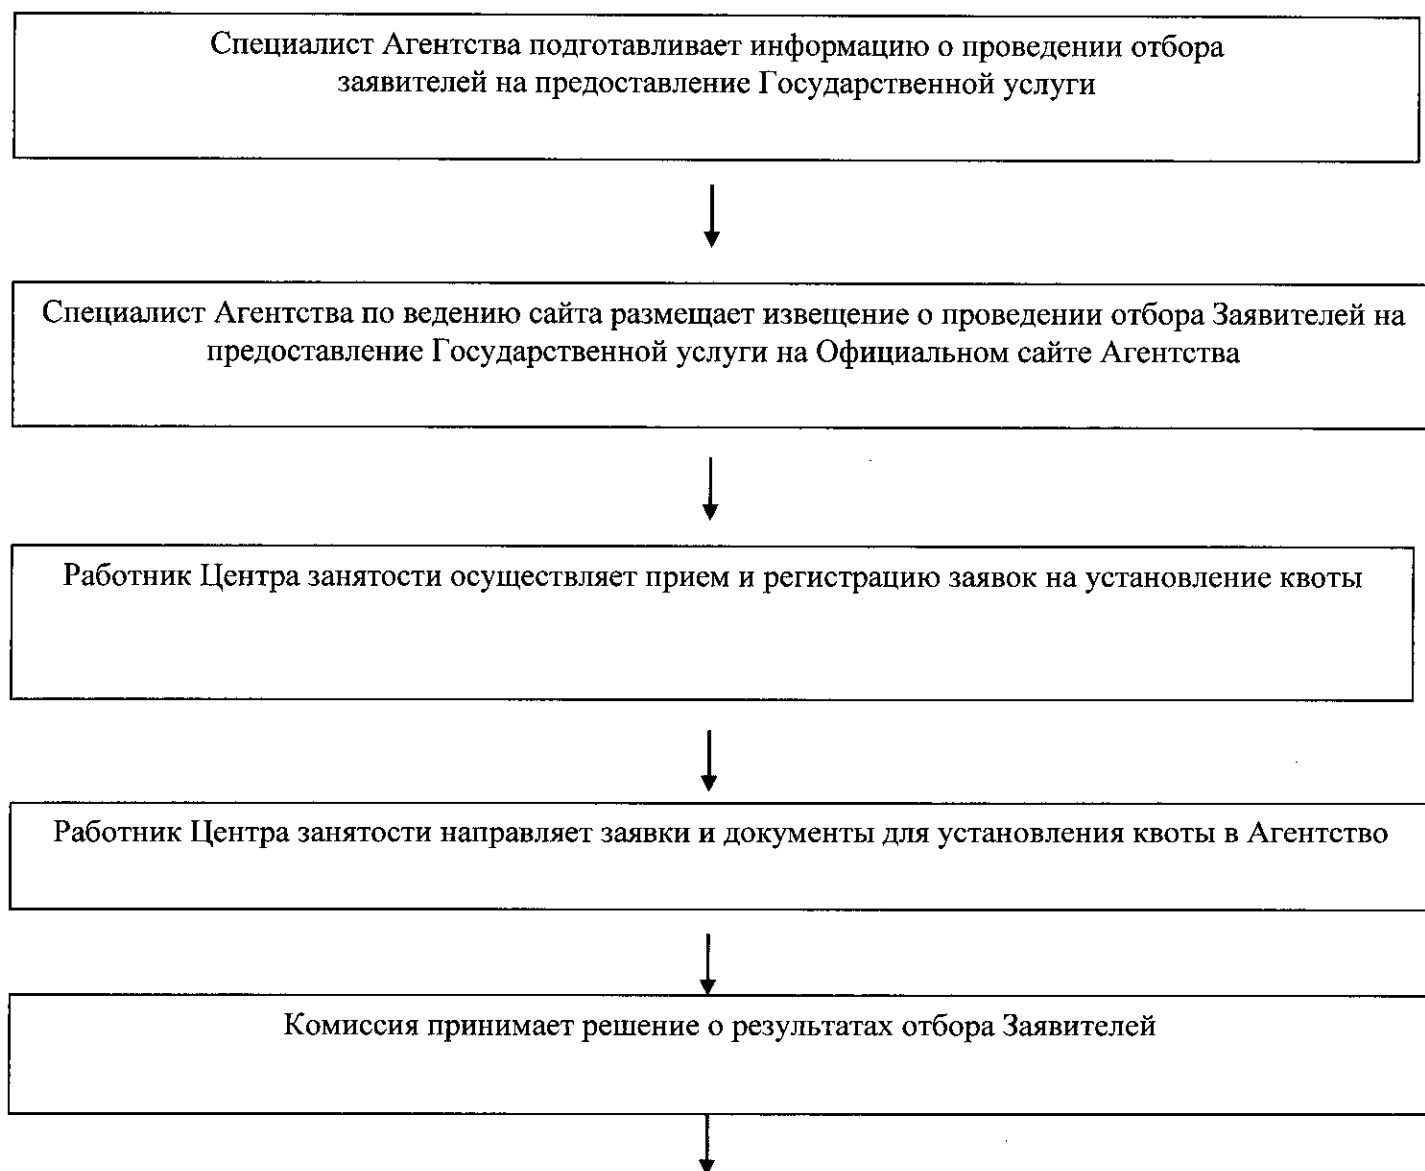 Специалист Агентства подготавливает информацию о проведении отбора
заявителей на предоставление Государственной услуги
Специалист Агентства по ведению сайта размещает извещение о проведении отбора Заявителей на
предоставление Государственной услуги на Официальном сайте Агентства
Работник Центра занятости осуществляет прием и регистрацию заявок на установление квоты
Работник Центра занятости направляет заявки и документы для установления квоты в Агентство
Комиссия принимает решение о результатах отбора Заявителей